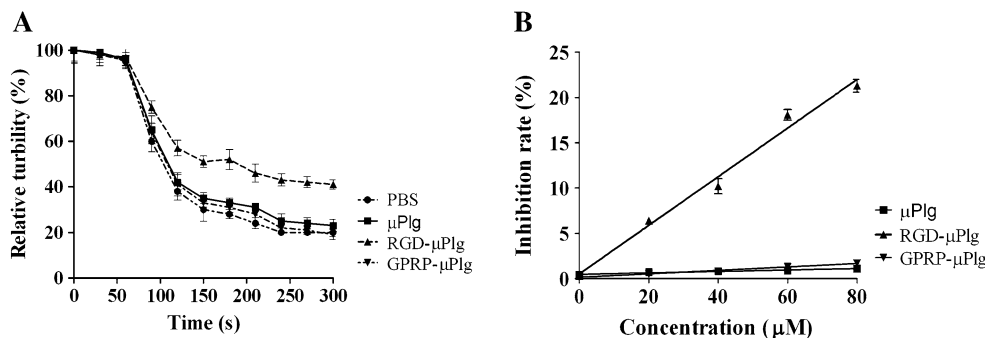 A
Relative turbility (%)
100
80
60
40
20
0
0 50 100 150 200 250 300
Time (s)
PBS
μPlg
RGD-μPlg
GPRP-μPlg
B
Inhibition rate (%)
25
20
15
10
5
0
0 20 40 60 80
Concentration (μM)
μPlg
RGD-μPlg
GPRP-μPlg